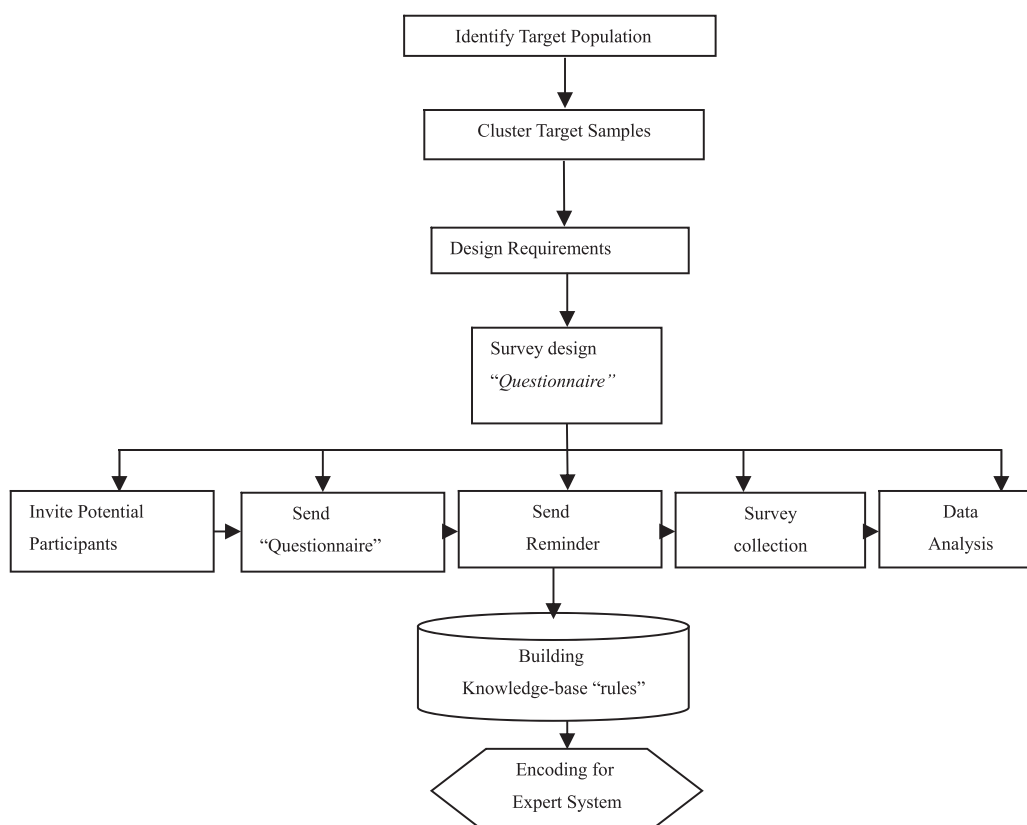 Identify Target Population
Cluster Target Samples
Design Requirements
Survey design
“Questionnaire”
Invite Potential
Participants
Send
“Questionnaire”
Send
Reminder
Survey
collection
Data
Analysis
Building
Knowledge-base “rules”
Encoding for
Expert System